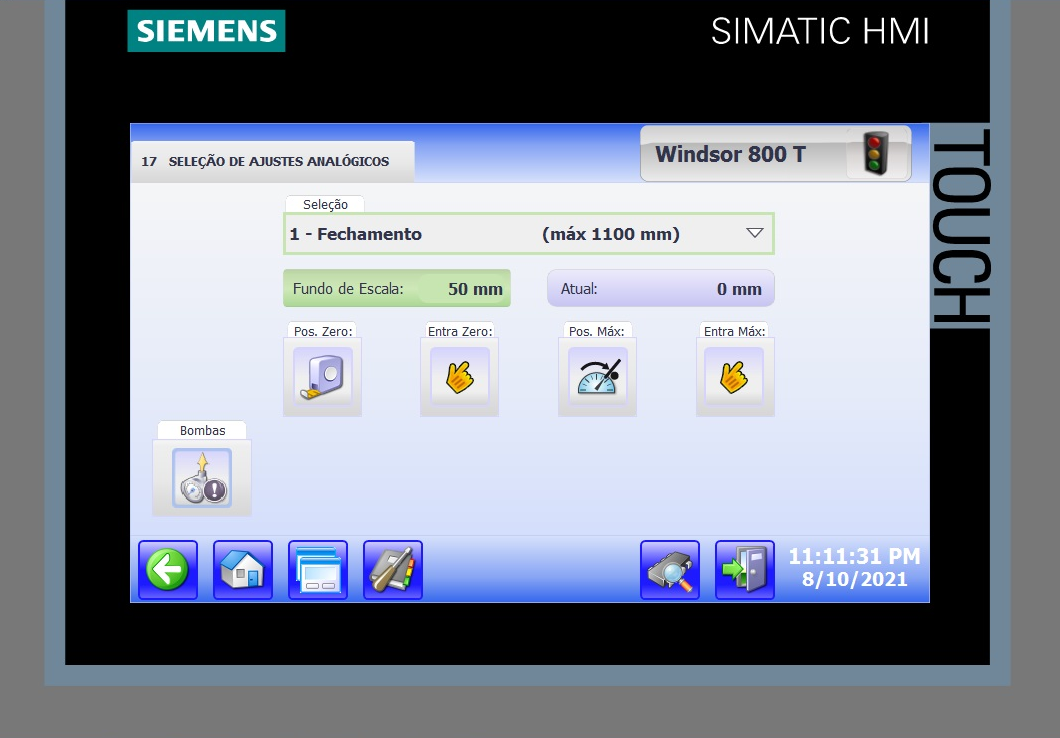 SIEMENS
SIMATIC HMI
TOUCH
17 SELEÇÃO DE AJUSTES ANALÓGICOS
Windsor 800 T
Seleção
1 - Fechamento (máx 1100 mm)
Fundo de Escala: 50 mm
Atual: 0 mm
Pos. Zero:
Entra Zero:
Pos. Máx:
Entra Máx:
Bombas
11:11:31 PM
8/10/2021